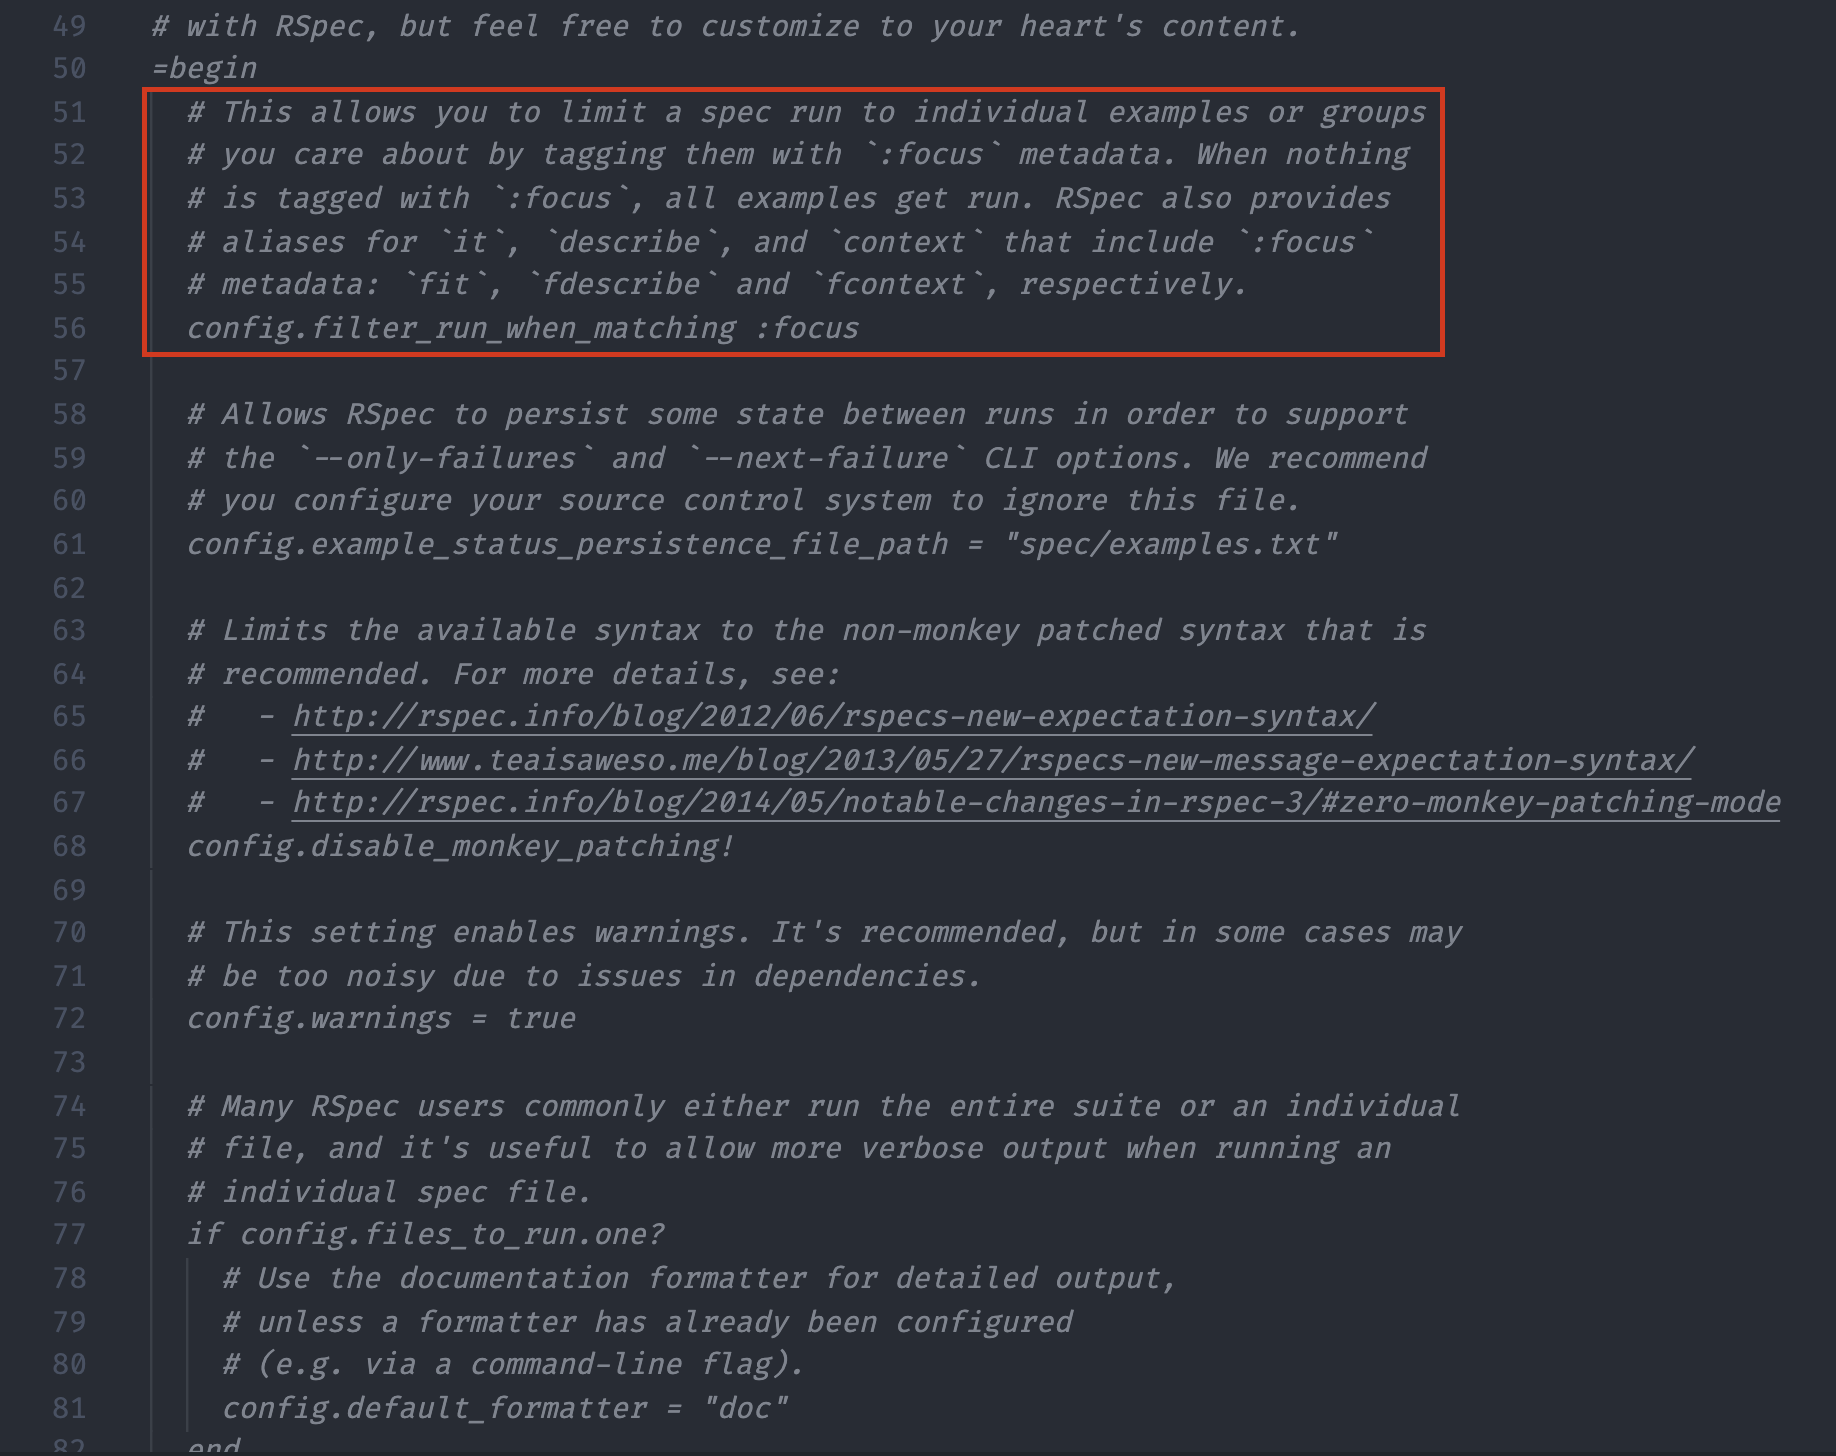 49 # with RSpec, but feel free to customize to your heart's content.
50 =begin
51 # This allows you to limit a spec run to individual examples or groups
52 # you care about by tagging them with `:focus` metadata. When nothing
53 # is tagged with `:focus`, all examples get run. RSpec also provides
54 # aliases for `it`, `describe`, and `context` that include `:focus`
55 # metadata: `fit`, `fdescribe` and `fcontext`, respectively.
56 config.filter_run_when_matching :focus
57
58 # Allows RSpec to persist some state between runs in order to support
59 # the `--only-failures` and `--next-failure` CLI options. We recommend
60 # you configure your source control system to ignore this file.
61 config.example_status_persistence_file_path = "spec/examples.txt"
62
63 # Limits the available syntax to the non-monkey patched syntax that is
64 # recommended. For more details, see:
65 #   - http://rspec.info/blog/2012/06/rspecs-new-expectation-syntax/
66 #   - http://www.teaisaweso.me/blog/2013/05/27/rspecs-new-message-expectation-syntax/
67 #   - http://rspec.info/blog/2014/05/notable-changes-in-rspec-3/#zero-monkey-patching-mode
68 config.disable_monkey_patching!
69
70 # This setting enables warnings. It's recommended, but in some cases may
71 # be too noisy due to issues in dependencies.
72 config.warnings = true
73
74 # Many RSpec users commonly either run the entire suite or an individual
75 # file, and it's useful to allow more verbose output when running an
76 # individual spec file.
77 if config.files_to_run.one?
78 # Use the documentation formatter for detailed output,
79 # unless a formatter has already been configured
80 # (e.g. via a command-line flag).
81 config.default_formatter = "doc"
82 end